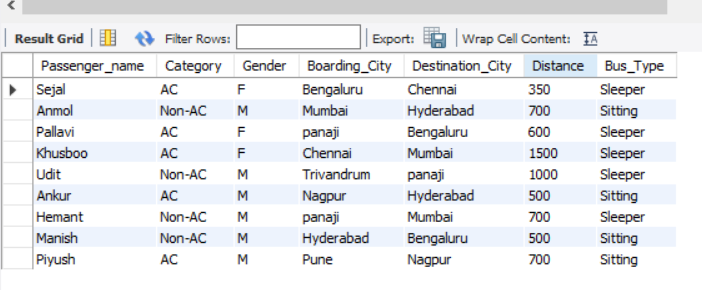 Result Grid Filter Rows: Export: Wrap Cell Content: IA
Passenger_name Category Gender Boarding_City Destination_City Distance Bus_Type
Sejal AC F Bengaluru Chennai 350 Sleeper
Anmol Non-AC M Mumbai Hyderabad 700 Sitting
Pallavi AC F panaji Bengaluru 600 Sleeper
Khusboo AC F Chennai Mumbai 1500 Sleeper
Udit Non-AC M Trivandrum panaji 1000 Sleeper
Ankur AC M Nagpur Hyderabad 500 Sitting
Hemant Non-AC M panaji Mumbai 700 Sleeper
Manish Non-AC M Hyderabad Bengaluru 500 Sitting
Piyush AC M Pune Nagpur 700 Sitting